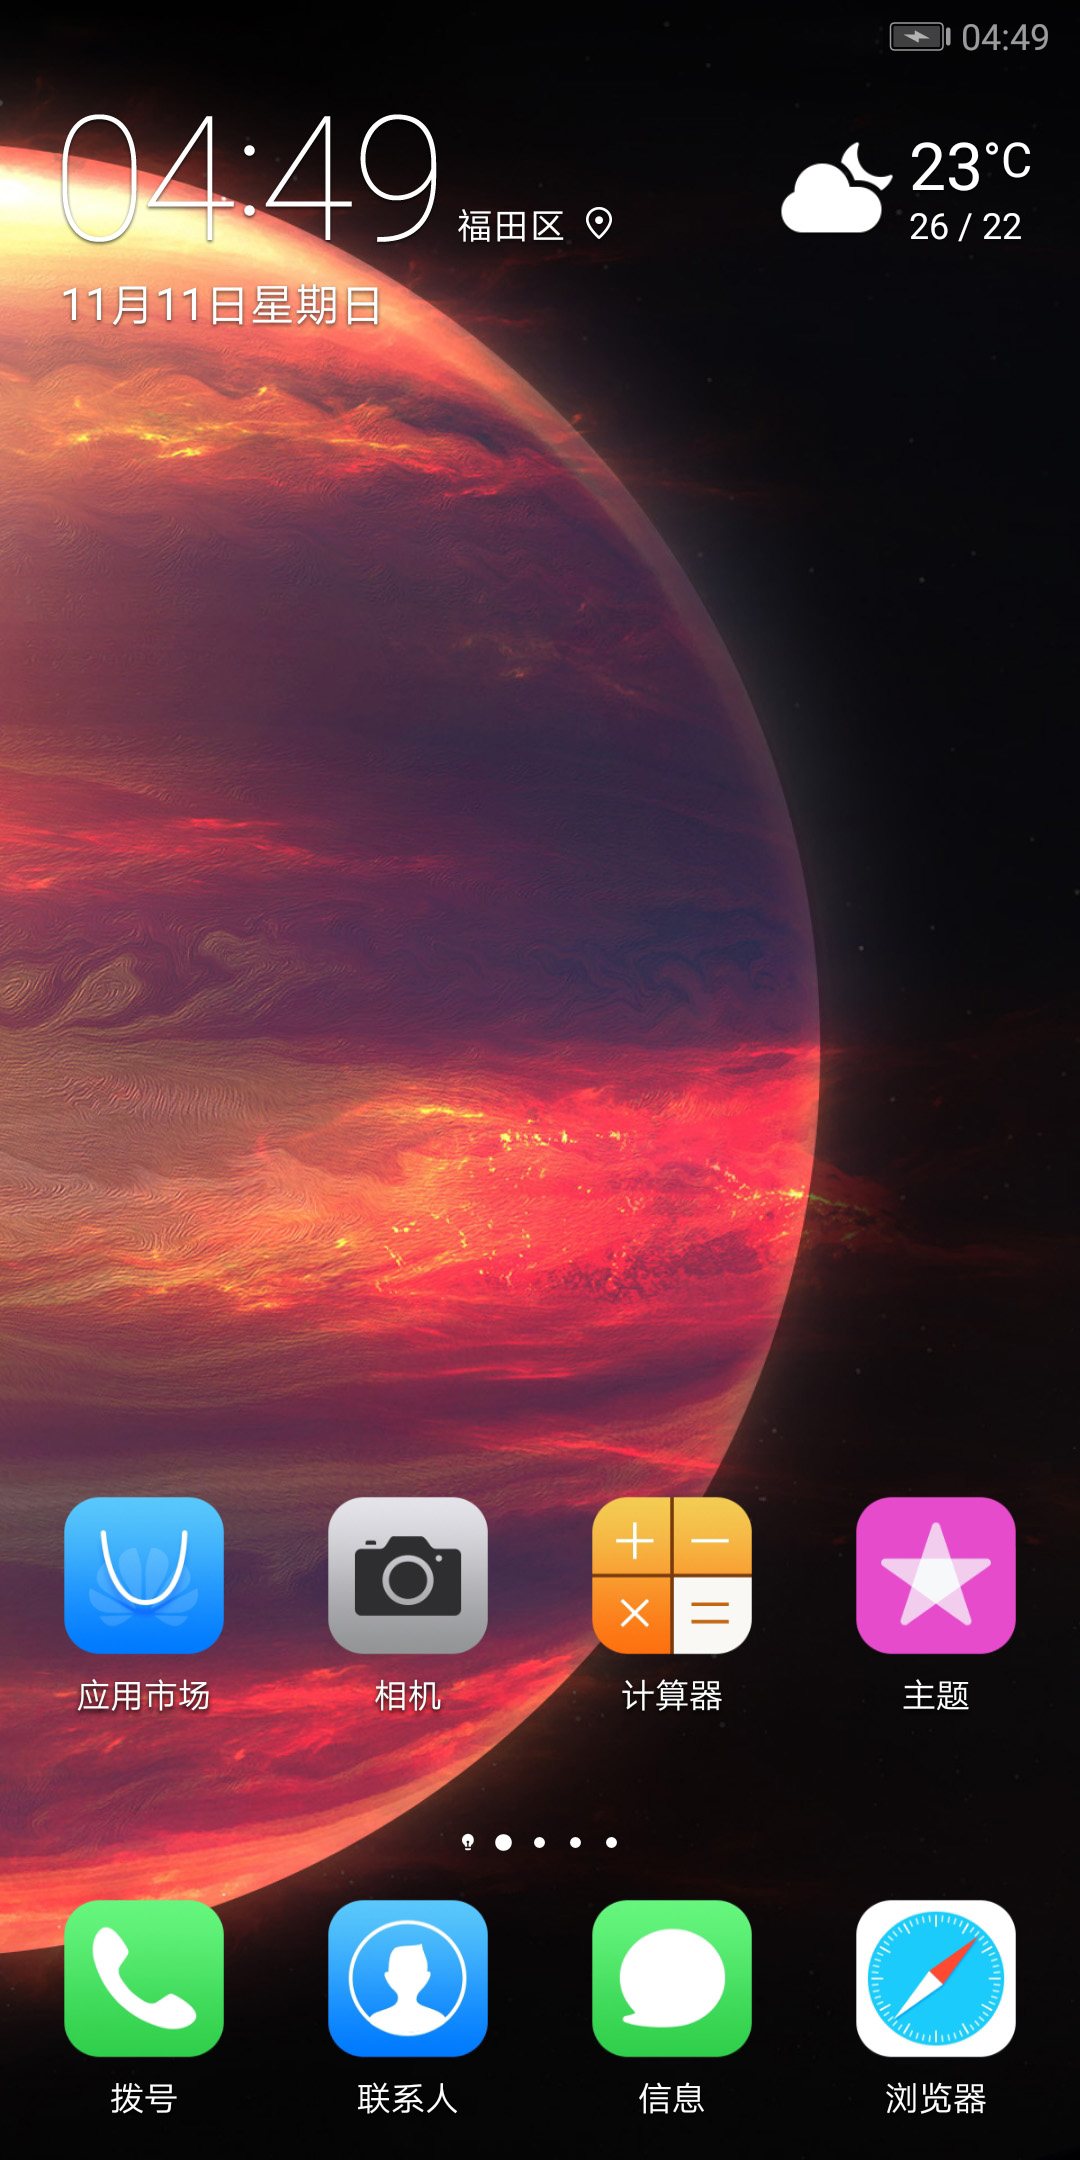 04:49
04:49 福田区
23°C
26 / 22
11月11日星期日
应用市场 相机 计算器 主题
拨号 联系人 信息 浏览器